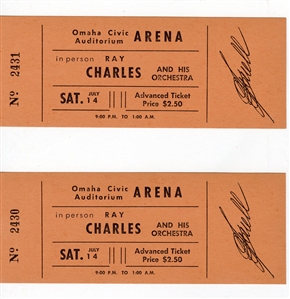 Nº 2431
Omaha Civic Auditorium ARENA
in person RAY CHARLES AND HIS ORCHESTRA
SAT. JULY 14
Advanced Ticket
Price $2.50
9:00 P.M. TO 1:00 A.M.
Nº 2430
Omaha Civic Auditorium ARENA
in person RAY CHARLES AND HIS ORCHESTRA
SAT. JULY 14
Advanced Ticket
Price $2.50
9:00 P.M. TO 1:00 A.M.